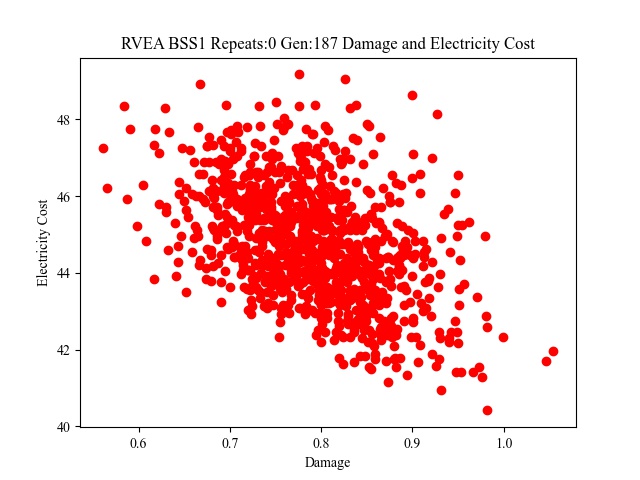 RVEA BSS1 Repeats:0 Gen:187 Damage and Electricity Cost
48
46
44
42
40
Electricity Cost
0.6 0.7 0.8 0.9 1.0
Damage